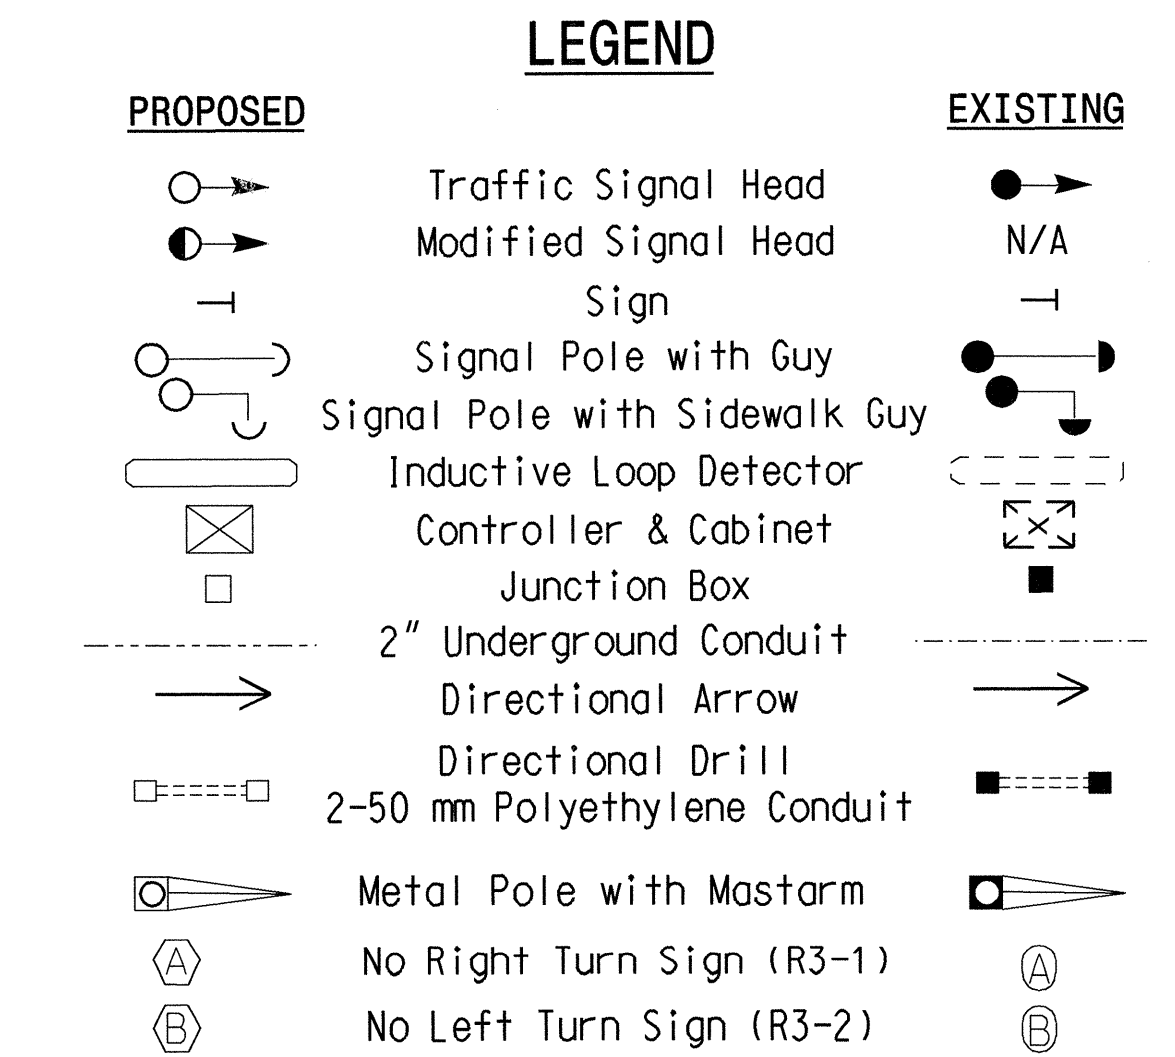 LEGEND
PROPOSED EXISTING
Traffic Signal Head
Modified Signal Head N/A
Sign
Signal Pole with Guy
Signal Pole with Sidewalk Guy
Inductive Loop Detector
Controller & Cabinet
Junction Box
2" Underground Conduit
Directional Arrow
Directional Drill
2-50 mm Polyethylene Conduit
Metal Pole with Mastarm
A No Right Turn Sign (R3-1) A
B No Left Turn Sign (R3-2) B